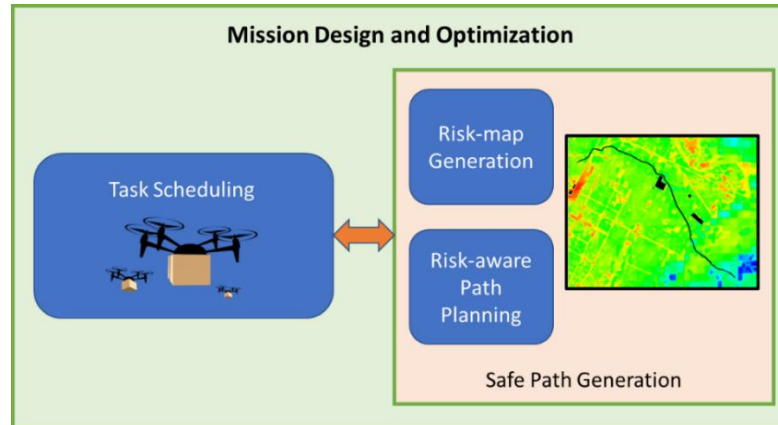 Mission Design and Optimization
Task Scheduling
Risk-map
Generation
Risk-aware
Path
Planning
Safe Path Generation